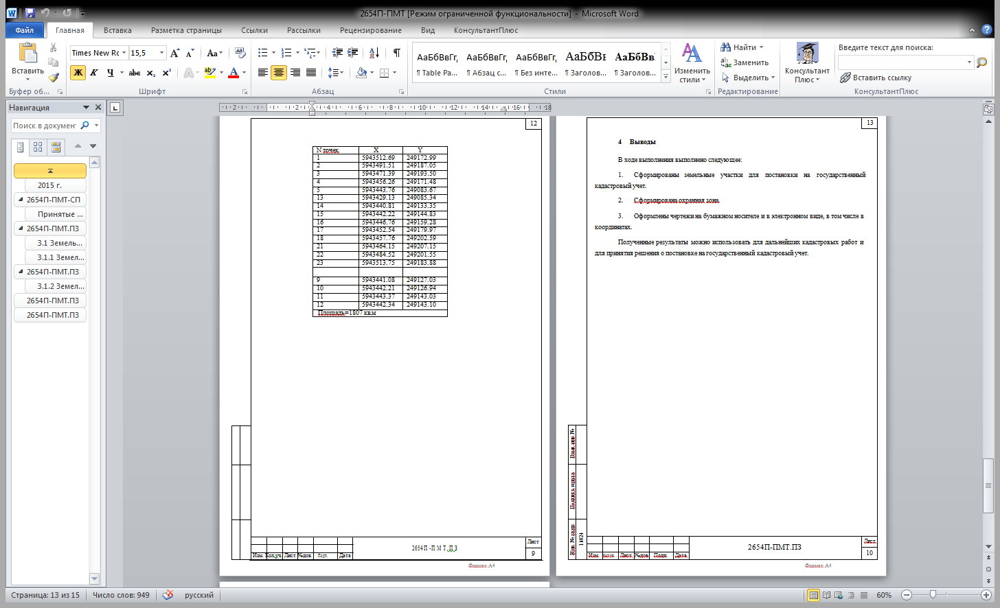 2654П-ПМТ [Режим ограниченной функциональности] - Microsoft Word
Файл Главная Вставка Разметка страницы Ссылки Рассылки Рецензирование Вид КонсультантПлюс
Times New Rc 15,5
Вставить
Буфер об... Шрифт Абзац
АаБбВвГг, АаБбВвГг, АаБбВвГг, АаБбВı АаБбВв.
¶ Table Pa... ¶ Абзац с... ¶ Без инте... ¶ Заголов... ¶ Заголов...
Изменить стили
Стили
Найти
Заменить
Выделить
Редактирование
Консультант Плюс
Введите текст для поиска:
Вставить ссылку
КонсультантПлюс
Навигация
Поиск в документ
2015 г.
2654П-ПМТ-СП
Принятые ...
2654П-ПМТ.ПЗ
3.1 Земель...
3.1.1 Земел...
2654П-ПМТ.ПЗ
3.1.2 Земел...
2654П-ПМТ.ПЗ
2654П-ПМТ.ПЗ
2 2 4 6 8 10 12 14 16 18
12
N точек X Y
1 5943512.69 249172.99
2 5943491.51 249187.05
3 5943471.39 249193.50
4 5943456.26 249171.48
5 5943443.76 249083.67
13 5943429.13 249085.34
14 5943440.81 249133.35
15 5943442.22 249144.83
16 5943446.76 249159.28
17 5943452.54 249179.97
18 5943457.76 249202.59
21 5943464.15 249207.15
22 5943484.52 249201.55
23 5943513.75 249183.88
9 5943441.08 249127.03
10 5943442.21 249126.94
11 5943443.37 249143.03
12 5943442.34 249143.10
Площадь=1807 кв.м
Изм. Кол.уч. Лист №док Подп. Дата
2654П-ПМТ.ДЗ
Лист
9
Формат А4
13
4 Выводы
В ходе выполнения выполнено следующее:
1. Сформированы земельные участки для постановки на государственный
кадастровый учет.
2. Сформирована охранная зона.
3. Оформлены чертежи на бумажном носителе и в электронном виде, в том числе в
координатах.
Полученные результаты можно использовать для дальнейших кадастровых работ и
для принятия решения о постановке на государственный кадастровый учет.
Взам. инв. №
Подпись и дата
Инв. № подл.
Изм. Кол.уч. Лист. №док Подп. Дата.
2654П-ПМТ.ПЗ
Лист.
10
Формат А4
Страница: 13 из 15 Число слов: 949 русский 60%